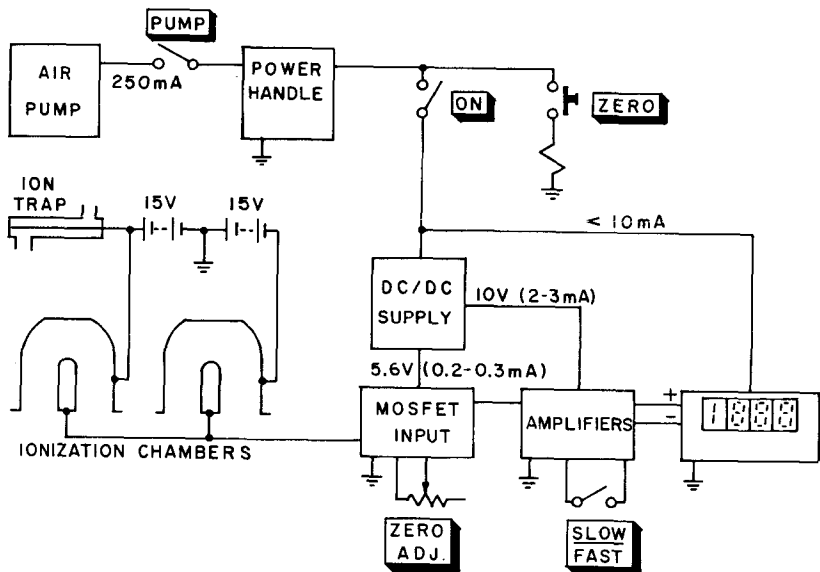 PUMP
AIR
PUMP
250mA
POWER
HANDLE
ON
ZERO
ION
TRAP
15V
15V
< 10mA
DC/DC
SUPPLY
10V (2-3mA)
5.6V (0.2-0.3mA)
MOSFET
INPUT
AMPLIFIERS
+
-
1888
IONIZATION CHAMBERS
ZERO
ADJ.
SLOW
FAST